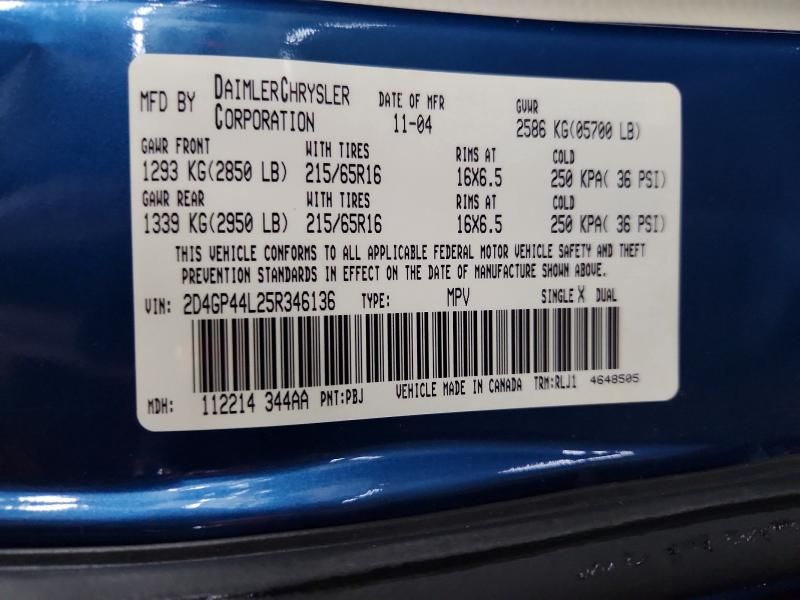 MFD BY DAIMLERCHRYSLER CORPORATION DATE OF MFR 11-04 GVWR 2586 KG(05700 LB)
GAWR FRONT WITH TIRES RIMS AT COLD
1293 KG(2850 LB) 215/65R16 16X6.5 250 KPA( 36 PSI)
GAWR REAR WITH TIRES RIMS AT COLD
1339 KG(2950 LB) 215/65R16 16X6.5 250 KPA( 36 PSI)
THIS VEHICLE CONFORMS TO ALL APPLICABLE FEDERAL MOTOR VEHICLE SAFETY AND THEFT
PREVENTION STANDARDS IN EFFECT ON THE DATE OF MANUFACTURE SHOWN ABOVE.
VIN: 2D4GP44L25R346136 TYPE: MPV SINGLE X DUAL
MDH: 112214 344AA PNT:PBJ VEHICLE MADE IN CANADA TRM:RLJ1 4648505